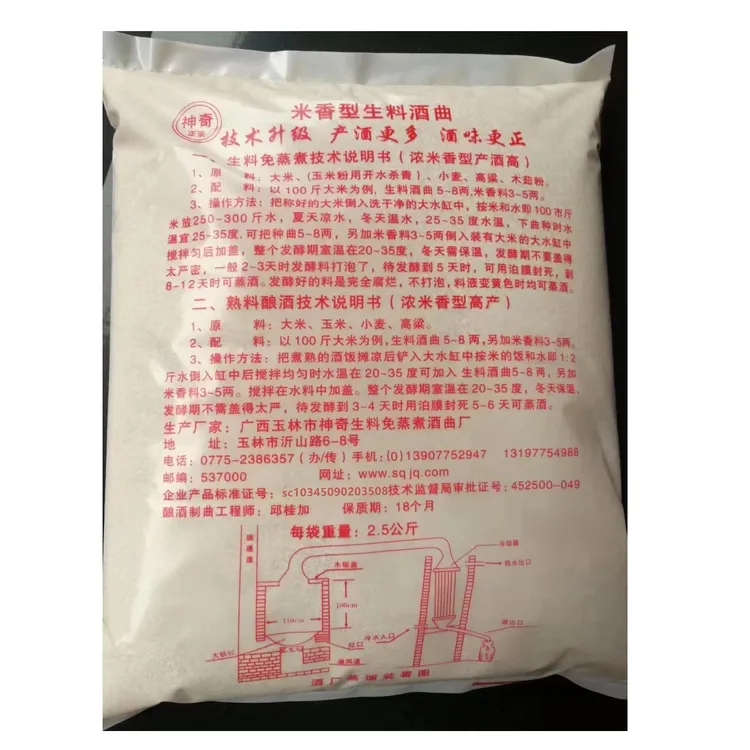 神奇
米香型生料酒曲
技术升级 产酒更多 酒味更正
一、生料免蒸煮技术说明书(浓米香型产酒高)
1、原 料:大米、(玉米粉用开水杀青)、小麦、高梁、木茹粉。
2、配 料:以100斤大米为例,生料酒曲5-8两,米香料3~5两。
3、操作方法:把称好的大米倒入洗干净的大水缸中,按米和水即100市斤
米放250-300斤水,夏天凉水,冬天温水,25-35度水温,下曲种时水
温宜25-35度,可把种曲5-8两,另加米香料3~5两倒入装有大米的大水缸中
搅拌匀后加盖,整个发酵期室温在20~35度,冬天需保温,发酵期不要盖得
太严密,一般2~3天时发酵料打泡了,待发酵到5天时,可用泊膜封死,到
8-12天时可蒸酒。发酵好的料是完全腐烂,不打泡,料液变黄色时均可蒸酒。
二、熟料酿酒技术说明书(浓米香型高产)
1、原 料:大米、玉米、小麦、高梁。
2、配 料:以100斤大米为例,生料酒曲5-8两,另加米香料3~5两。
3、操作方法:把煮熟的酒饭摊凉后铲入大水缸中按米的饭和水即1:2
斤水倒入缸中后搅拌均匀时水温在20~35度可加入生料酒曲5-8两,另加
米香料3~5两。搅拌在水料中加盖。整个发酵期室温在20~35度,冬天保温,
发酵期不需盖得太严,待发酵到3-4天时用泊膜封死5-6天可蒸酒。
生产厂家:广西玉林市神奇生料免蒸煮酒曲厂
地 址:玉林市沂山路6-8号
电话:0775-2386357(办/传)手机:(0)13907752947 13197754988
邮编:537000 网址:www.sqjq.com
企业产品标准证号:sc10345090203508技术监督局审批证号:452500-049
酿酒制曲工程师:邱桂加 保质期:18个月
每袋重量:2.5公斤
烟通道
木锅盖
冷却器
热水出口
100cm
110cm
冷水入口
酒出口
通风道